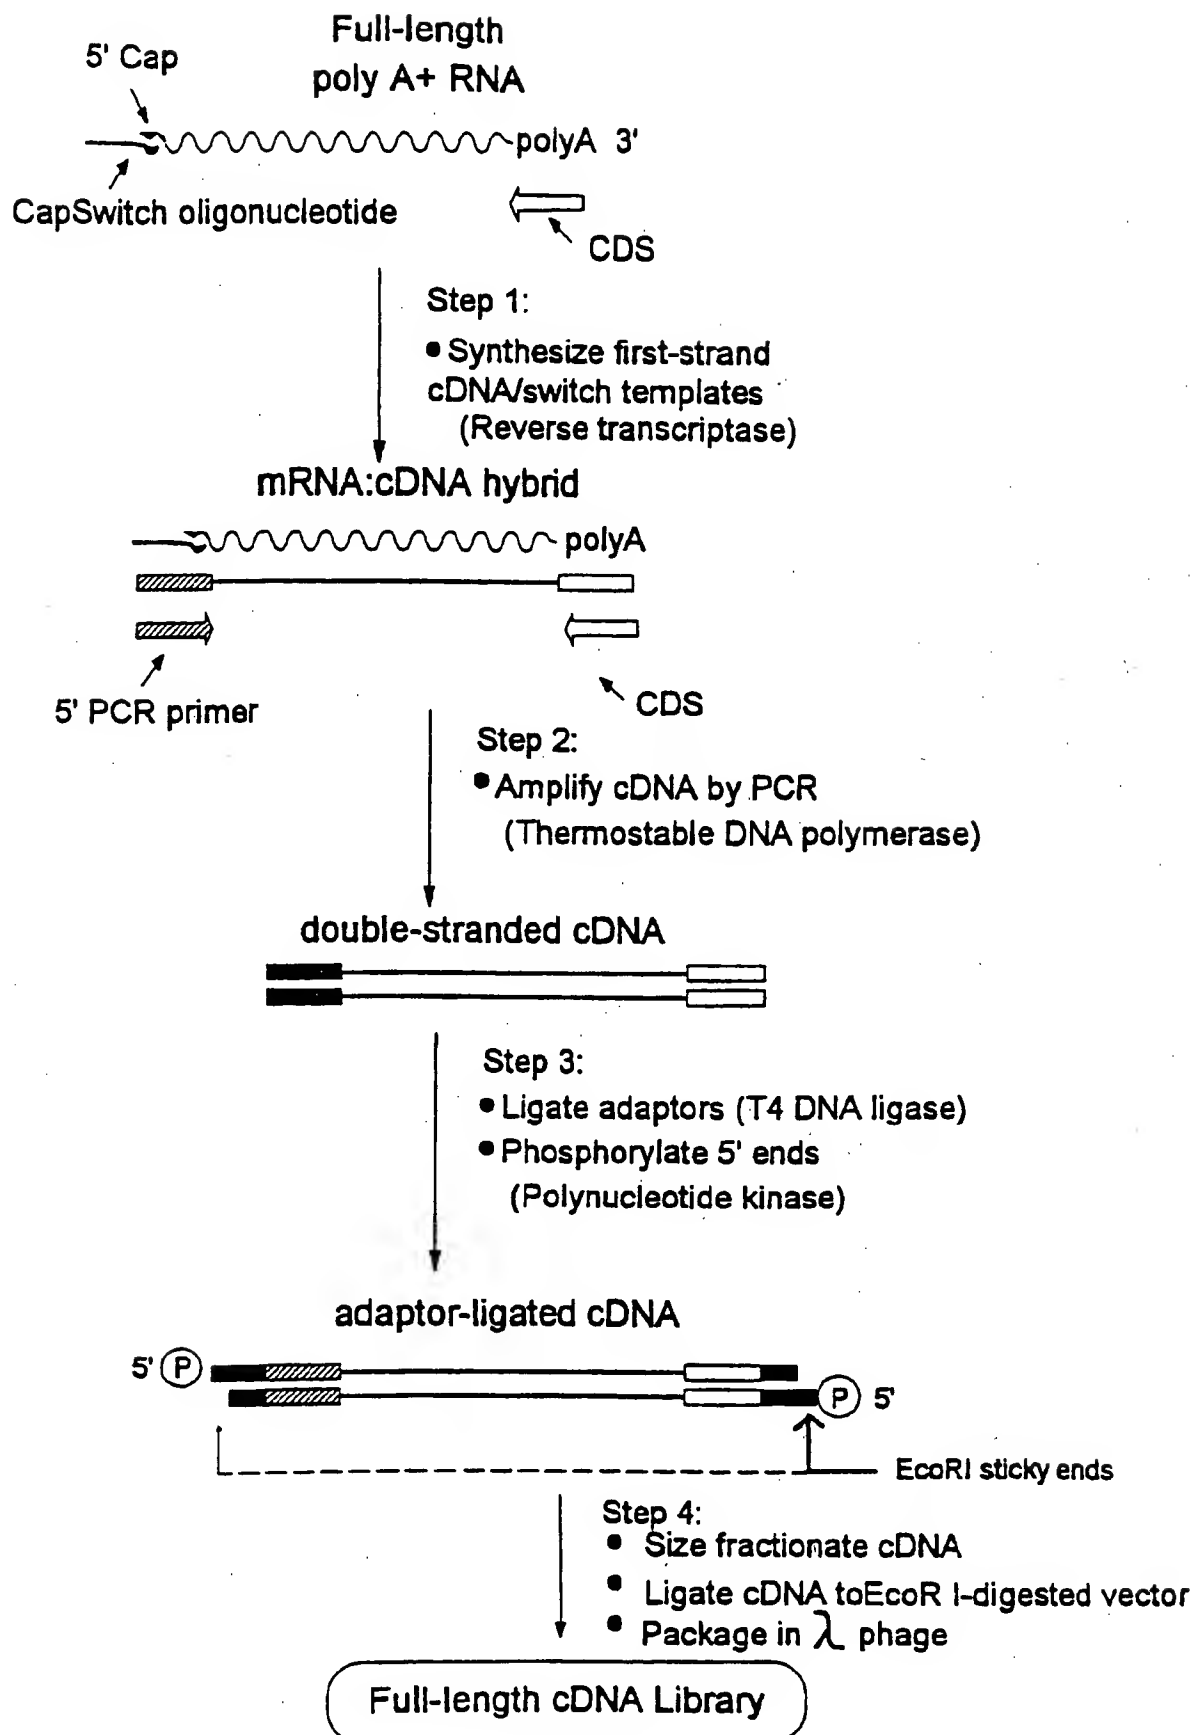 Full-length
poly A+ RNA
5' Cap
polyA 3'
CapSwitch oligonucleotide
CDS
Step 1:
• Synthesize first-strand
cDNA/switch templates
(Reverse transcriptase)
mRNA:cDNA hybrid
polyA
5' PCR primer
CDS
Step 2:
• Amplify cDNA by PCR
(Thermostable DNA polymerase)
double-stranded cDNA
Step 3:
• Ligate adaptors (T4 DNA ligase)
• Phosphorylate 5' ends
(Polynucleotide kinase)
adaptor-ligated cDNA
5' P
P 5'
EcoRI sticky ends
Step 4:
• Size fractionate cDNA
• Ligate cDNA toEcoR I-digested vector
• Package in λ phage
Full-length cDNA Library